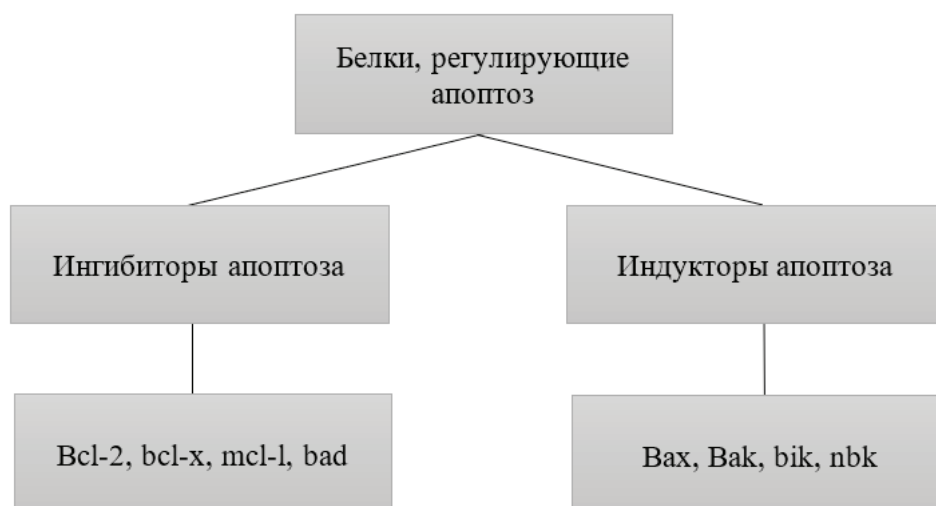 Белки, регулирующие
апоптоз
Ингибиторы апоптоза
Индукторы апоптоза
Bcl-2, bcl-x, mcl-l, bad
Bax, Bak, bik, nbk